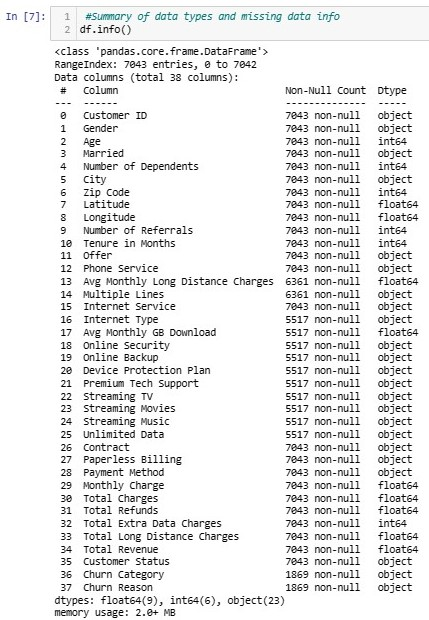 In [7]:
1 #Summary of data types and missing data info
2 df.info()
<class 'pandas.core.frame.DataFrame'>
RangeIndex: 7043 entries, 0 to 7042
Data columns (total 38 columns):
 #   Column                             Non-Null Count  Dtype
---  ------                             --------------  -----
 0   Customer ID                        7043 non-null   object
 1   Gender                             7043 non-null   object
 2   Age                                7043 non-null   int64
 3   Married                            7043 non-null   object
 4   Number of Dependents               7043 non-null   int64
 5   City                               7043 non-null   object
 6   Zip Code                           7043 non-null   int64
 7   Latitude                           7043 non-null   float64
 8   Longitude                          7043 non-null   float64
 9   Number of Referrals                7043 non-null   int64
 10  Tenure in Months                   7043 non-null   int64
 11  Offer                              7043 non-null   object
 12  Phone Service                      7043 non-null   object
 13  Avg Monthly Long Distance Charges  6361 non-null   float64
 14  Multiple Lines                     6361 non-null   object
 15  Internet Service                   7043 non-null   object
 16  Internet Type                      5517 non-null   object
 17  Avg Monthly GB Download            5517 non-null   float64
 18  Online Security                    5517 non-null   object
 19  Online Backup                      5517 non-null   object
 20  Device Protection Plan             5517 non-null   object
 21  Premium Tech Support               5517 non-null   object
 22  Streaming TV                       5517 non-null   object
 23  Streaming Movies                   5517 non-null   object
 24  Streaming Music                    5517 non-null   object
 25  Unlimited Data                     5517 non-null   object
 26  Contract                           7043 non-null   object
 27  Paperless Billing                  7043 non-null   object
 28  Payment Method                     7043 non-null   object
 29  Monthly Charge                     7043 non-null   float64
 30  Total Charges                      7043 non-null   float64
 31  Total Refunds                      7043 non-null   float64
 32  Total Extra Data Charges           7043 non-null   int64
 33  Total Long Distance Charges        7043 non-null   float64
 34  Total Revenue                      7043 non-null   float64
 35  Customer Status                    7043 non-null   object
 36  Churn Category                     1869 non-null   object
 37  Churn Reason                       1869 non-null   object
dtypes: float64(9), int64(6), object(23)
memory usage: 2.0+ MB